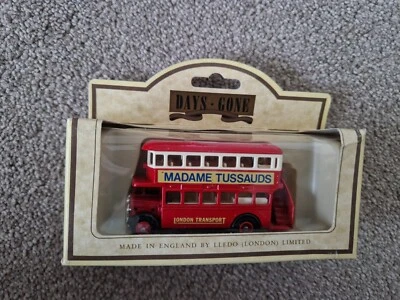 DAYS·GONE
MADAME TUSSAUDS
LONDON TRANSPORT
MADE IN ENGLAND BY LLEDO (LONDON) LIMITED